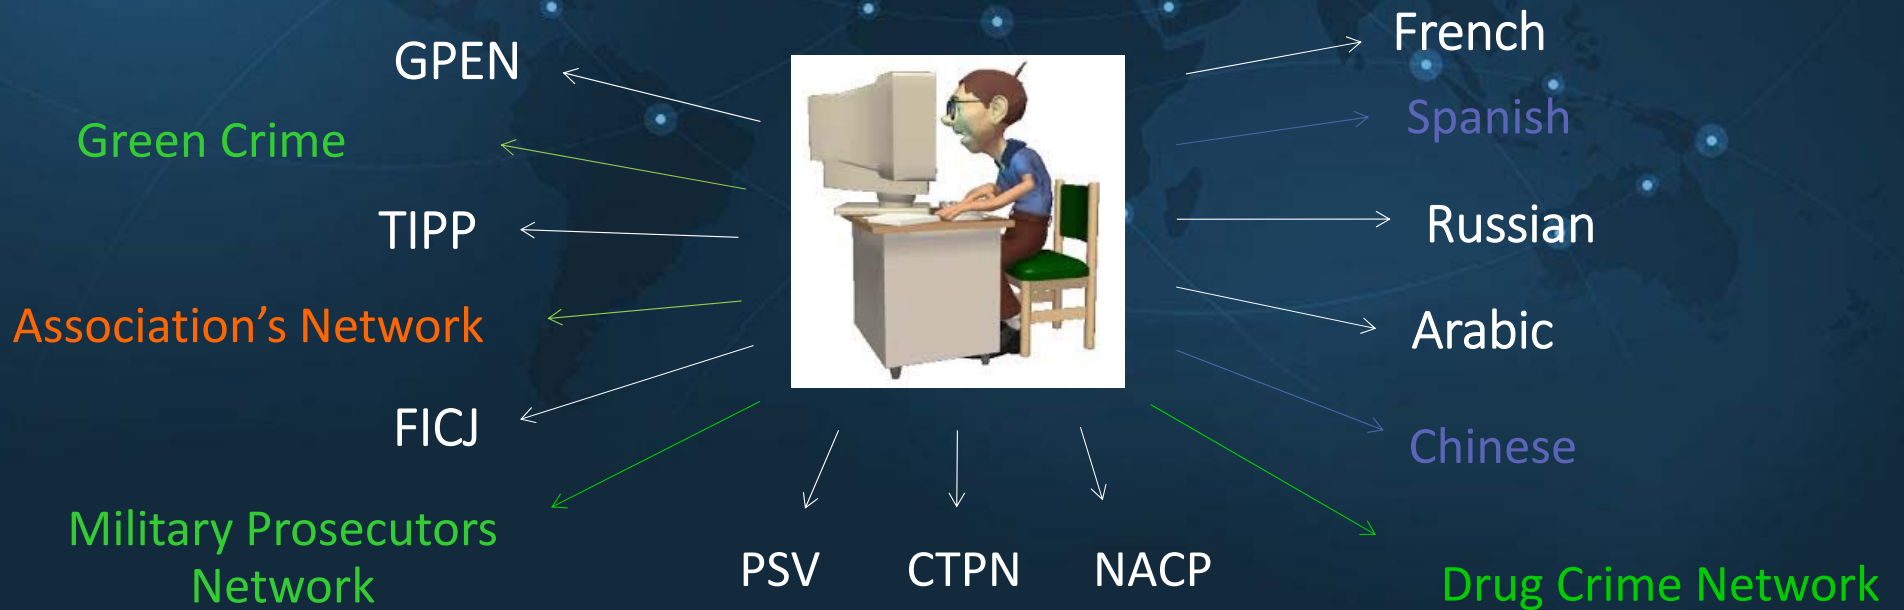 GPEN
Green Crime
TIPP
Association’s Network
FICJ
Military Prosecutors
Network
PSV
CTPN
NACP
French
Spanish
Russian
Arabic
Chinese
Drug Crime Network